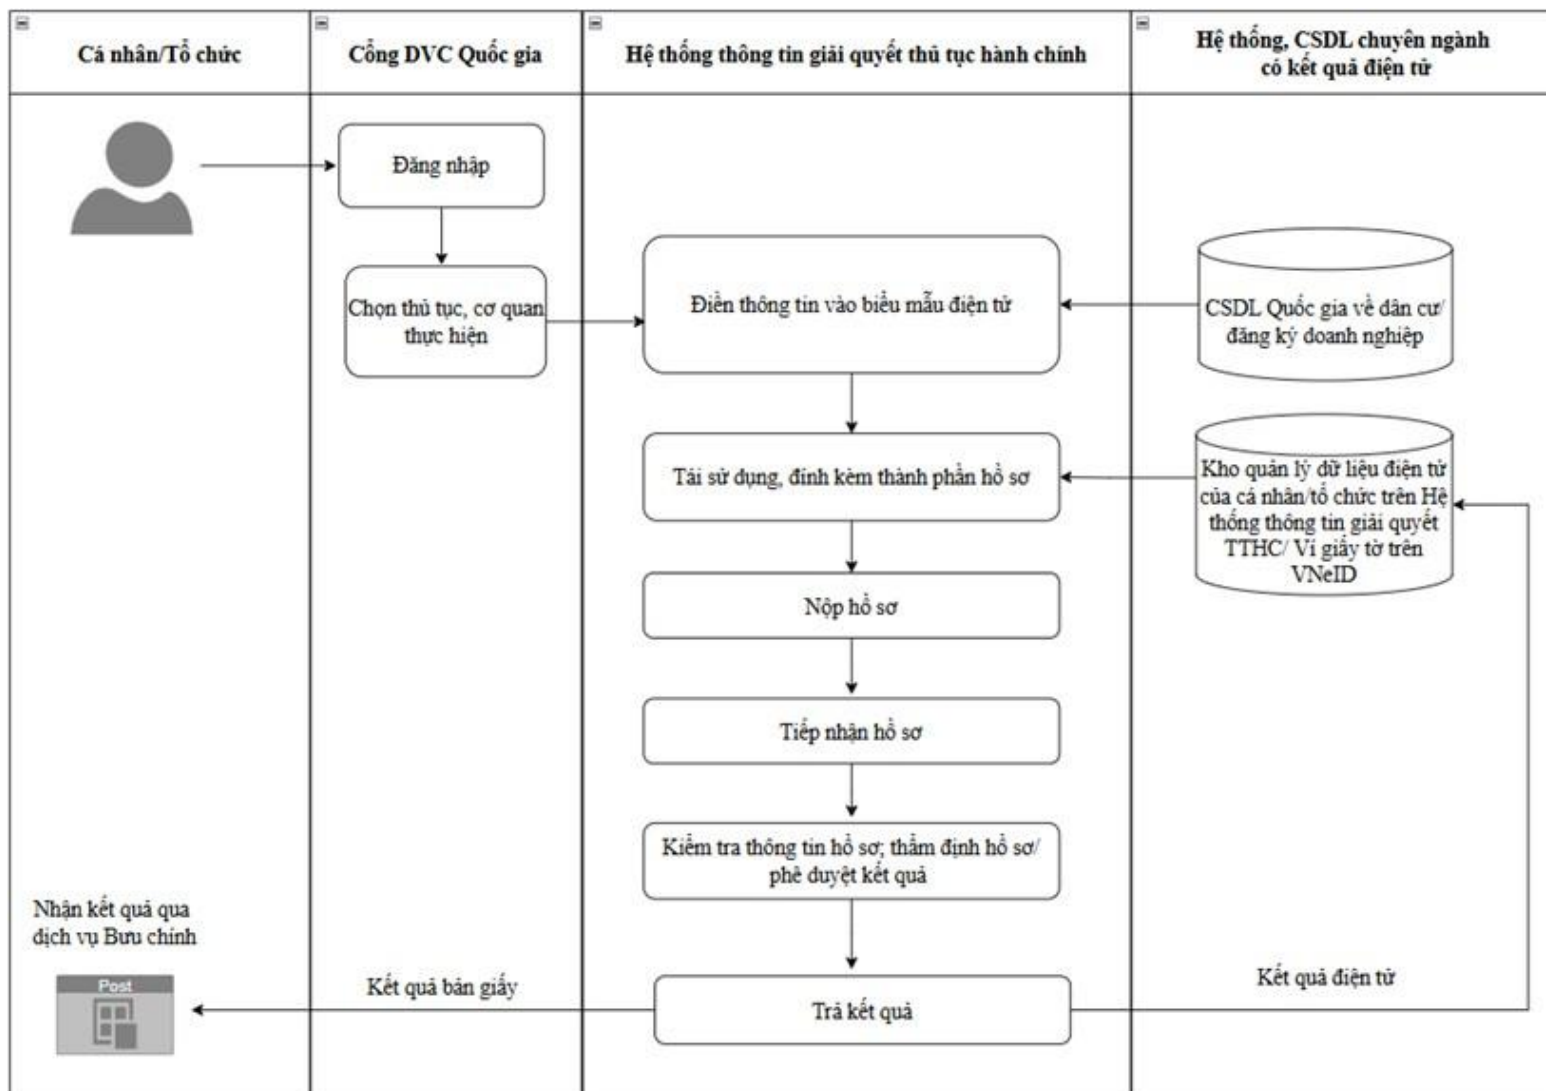 Cá nhân/Tổ chức
Cổng DVC Quốc gia
Hệ thống thông tin giải quyết thủ tục hành chính
Hệ thống, CSDL chuyên ngành
có kết quả điện tử
Đăng nhập
Chọn thủ tục, cơ quan
thực hiện
Điền thông tin vào biểu mẫu điện tử
CSDL Quốc gia về dân cư/
đăng ký doanh nghiệp
Tái sử dụng, đính kèm thành phần hồ sơ
Kho quản lý dữ liệu điện tử
của cá nhân/tổ chức trên Hệ
thống thông tin giải quyết
TTHC/ Ví giấy tờ trên
VNeID
Nộp hồ sơ
Tiếp nhận hồ sơ
Kiểm tra thông tin hồ sơ; thẩm định hồ sơ/
phê duyệt kết quả
Nhận kết quả qua
dịch vụ Bưu chính
Post
Kết quả bản giấy
Trả kết quả
Kết quả điện tử